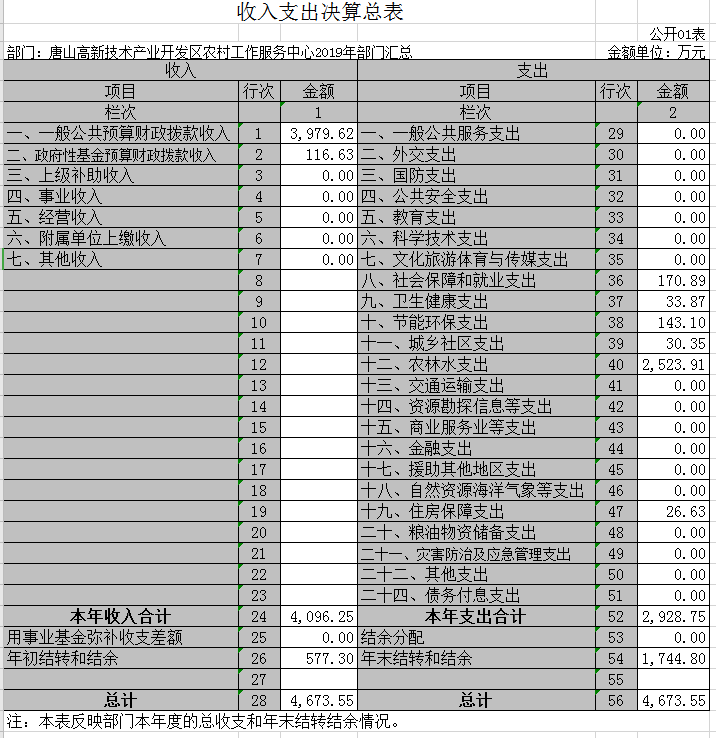 收入支出决算总表
公开01表
部门：唐山高新技术产业开发区农村工作服务中心2019年部门汇总 金额单位：万元
收入 支出
项目 行次 金额 项目 行次 金额
栏次 1 栏次 2
一、一般公共预算财政拨款收入 1 3,979.62 一、一般公共服务支出 29 0.00
二、政府性基金预算财政拨款收入 2 116.63 二、外交支出 30 0.00
三、上级补助收入 3 0.00 三、国防支出 31 0.00
四、事业收入 4 0.00 四、公共安全支出 32 0.00
五、经营收入 5 0.00 五、教育支出 33 0.00
六、附属单位上缴收入 6 0.00 六、科学技术支出 34 0.00
七、其他收入 7 0.00 七、文化旅游体育与传媒支出 35 0.00
8 八、社会保障和就业支出 36 170.89
9 九、卫生健康支出 37 33.87
10 十、节能环保支出 38 143.10
11 十一、城乡社区支出 39 30.35
12 十二、农林水支出 40 2,523.91
13 十三、交通运输支出 41 0.00
14 十四、资源勘探信息等支出 42 0.00
15 十五、商业服务业等支出 43 0.00
16 十六、金融支出 44 0.00
17 十七、援助其他地区支出 45 0.00
18 十八、自然资源海洋气象等支出 46 0.00
19 十九、住房保障支出 47 26.63
20 二十、粮油物资储备支出 48 0.00
21 二十一、灾害防治及应急管理支出 49 0.00
22 二十二、其他支出 50 0.00
23 二十四、债务付息支出 51 0.00
本年收入合计 24 4,096.25 本年支出合计 52 2,928.75
用事业基金弥补收支差额 25 0.00 结余分配 53 0.00
年初结转和结余 26 577.30 年末结转和结余 54 1,744.80
27 55
总计 28 4,673.55 总计 56 4,673.55
注：本表反映部门本年度的总收支和年末结转结余情况。